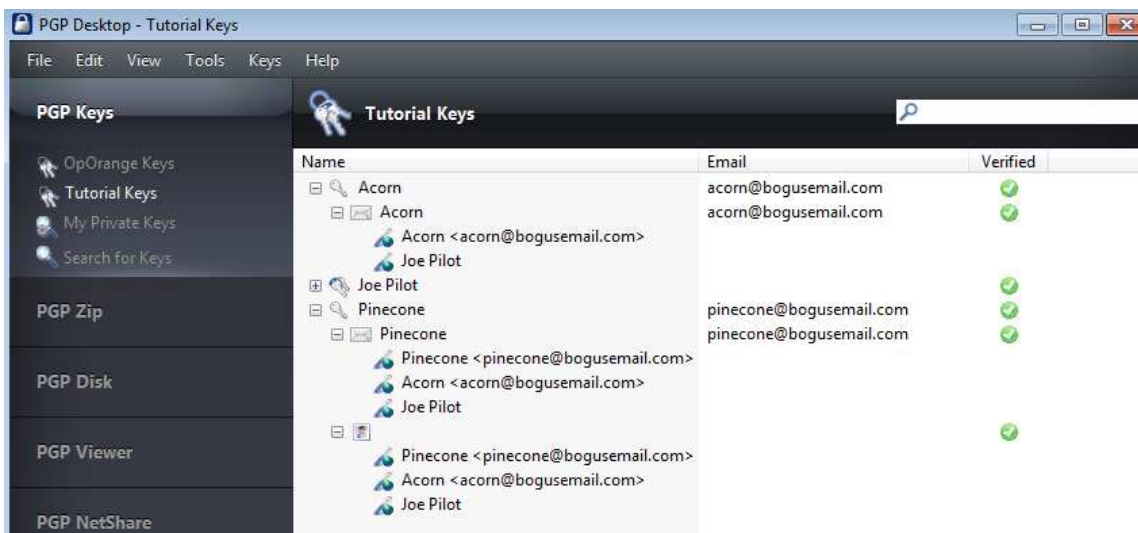 PGP Desktop - Tutorial Keys
File Edit View Tools Keys Help
PGP Keys
Tutorial Keys
OpOrange Keys
Tutorial Keys
My Private Keys
Search for Keys
PGP Zip
PGP Disk
PGP Viewer
PGP NetShare
Name Email Verified
Acorn acorn@bogusemail.com
Acorn acorn@bogusemail.com
Acorn <acorn@bogusemail.com>
Joe Pilot
Joe Pilot
Pinecone pinecone@bogusemail.com
Pinecone pinecone@bogusemail.com
Pinecone <pinecone@bogusemail.com>
Acorn <acorn@bogusemail.com>
Joe Pilot
Pinecone <pinecone@bogusemail.com>
Acorn <acorn@bogusemail.com>
Joe Pilot